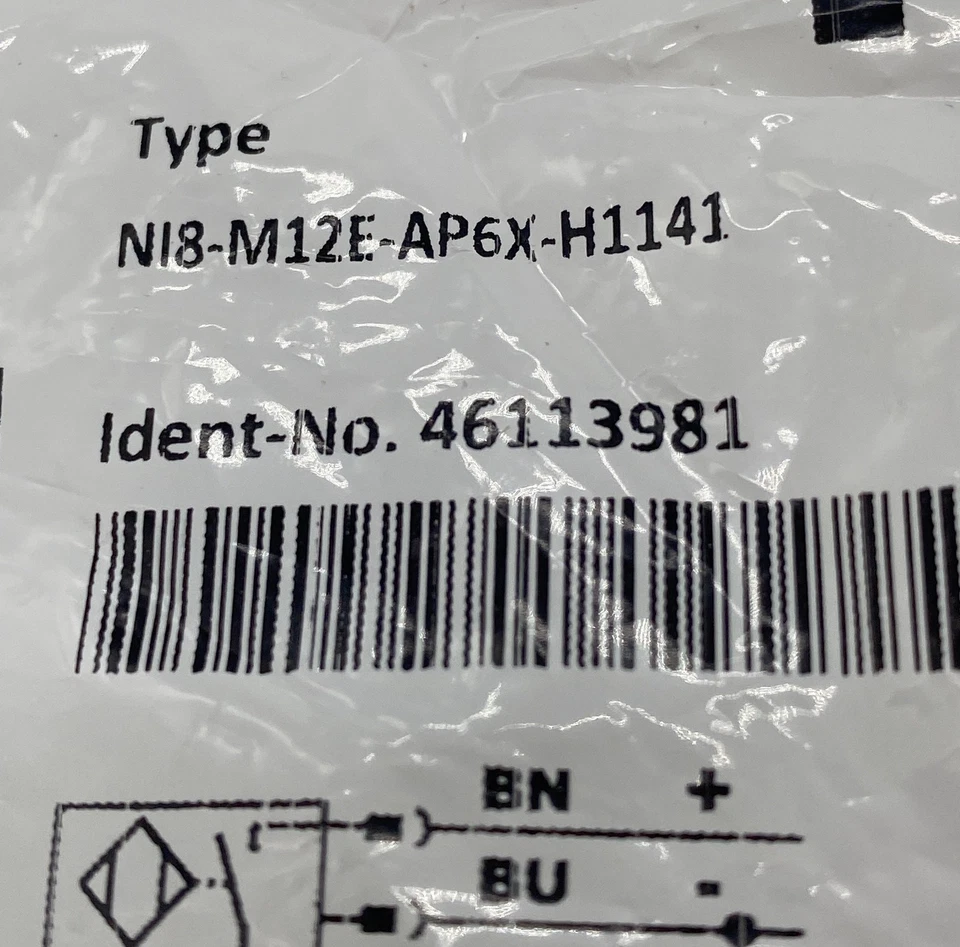 Type
NI8-M12E-AP6X-H1141
Ident-No. 46113981
BN +
BU -